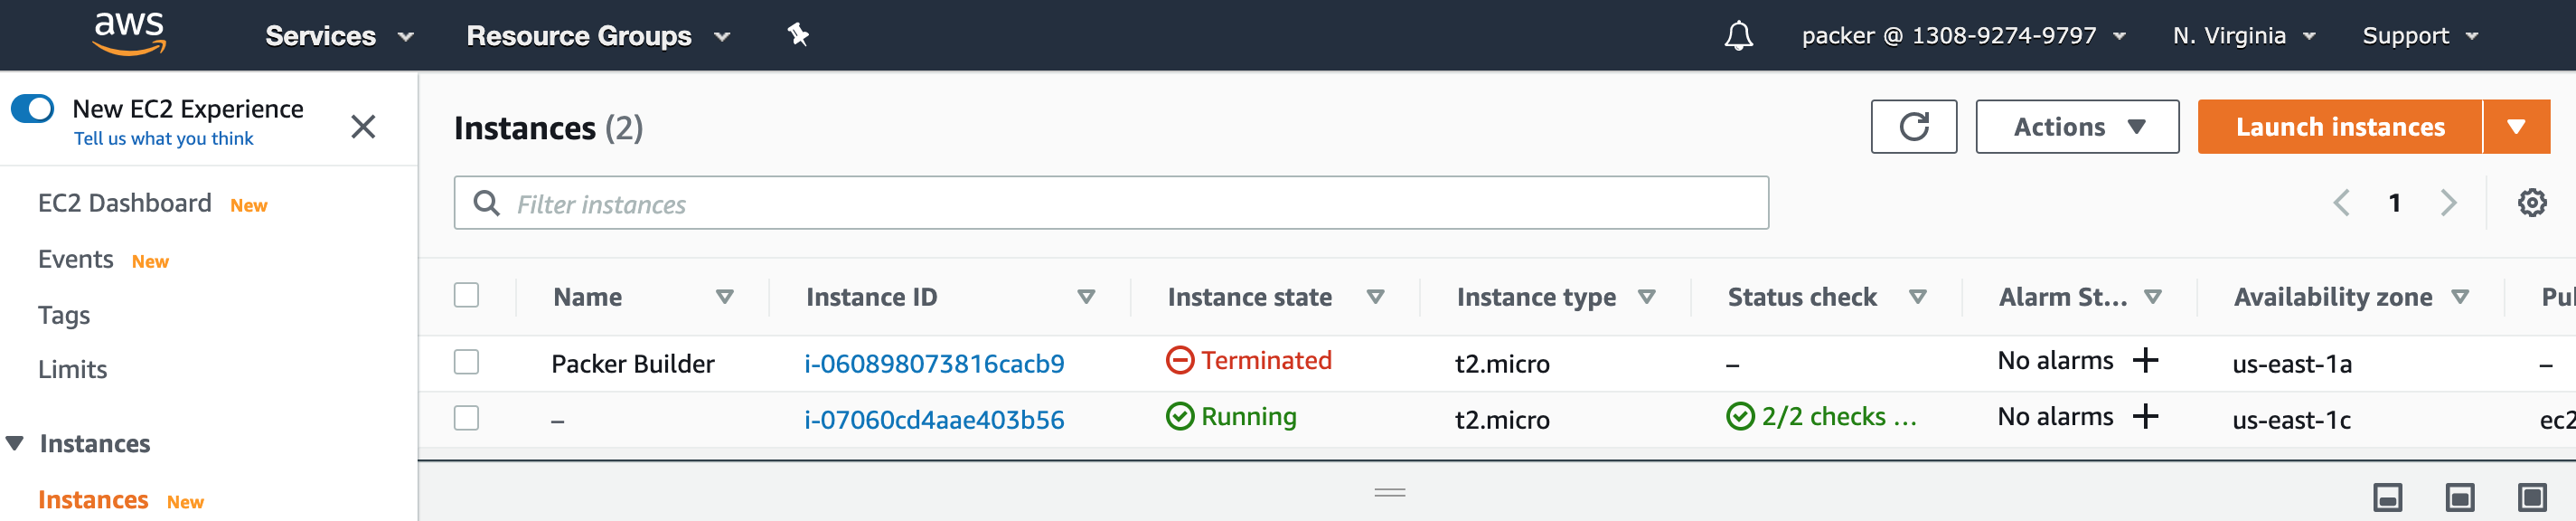 aws Services Resource Groups packer @ 1308-9274-9797 N. Virginia Support
New EC2 Experience
Tell us what you think
EC2 Dashboard New
Events New
Tags
Limits
Instances
Instances New
Instances (2) Actions Launch instances
Filter instances 1
Name Instance ID Instance state Instance type Status check Alarm St... Availability zone Pul
Packer Builder i-060898073816cacb9 Terminated t2.micro – No alarms + us-east-1a –
– i-07060cd4aae403b56 Running t2.micro 2/2 checks ... No alarms + us-east-1c ec2